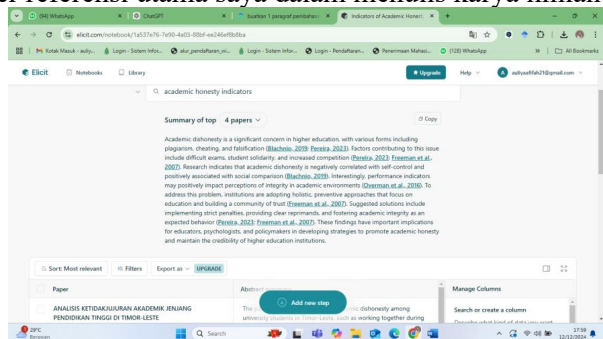 referensi utama saya dalam menulis karya ilmiah
(94) WhatsApp
ChatGPT
buatkan 1 paragraf pembahas
Indicators of Academic Honest
elicit.com/notebook/1a537e76-7e90-4a03-88bf-ee246ef8b8ba
Kotak Masuk - auliy...
Login - Sistem Infor...
alur_pendaftaran_wi...
Login - Sistem Infor...
Login - Pendaftaran...
Penerimaan Mahasi...
(128) WhatsApp
All Bookmarks
Elicit
Notebooks
Library
Upgrade
Help
A
auliyaafifah21@gmail.com
academic honesty indicators
Summary of top 4 papers
Copy
Academic dishonesty is a significant concern in higher education, with various forms including
plagiarism, cheating, and falsification (Blachnio, 2019; Pereira, 2023). Factors contributing to this issue
include difficult exams, student solidarity, and increased competition (Pereira, 2023; Freeman et al.,
2007). Research indicates that academic dishonesty is negatively correlated with self-control and
positively associated with social comparison (Blachnio, 2019). Interestingly, performance indicators
may positively impact perceptions of integrity in academic environments (Overman et al., 2016). To
address this problem, institutions are adopting holistic, preventive approaches that focus on
education and building a community of trust (Freeman et al., 2007). Suggested solutions include
implementing strict penalties, providing clear reprimands, and fostering academic integrity as an
expected behavior (Pereira, 2023; Freeman et al., 2007). These findings have important implications
for educators, psychologists, and policymakers in developing strategies to promote academic honesty
and maintain the credibility of higher education institutions.
Sort: Most relevant
Filters
Export as
UPGRADE
Paper
Abstract
Manage Columns
Add new step
Search or create a column
Describe what kind of data you want
ANALISIS KETIDAKJUJURAN AKADEMIK JENJANG
PENDIDIKAN TINGGI DI TIMOR-LESTE
The dishonesty among
university students in Timor-Leste, such as working together during
29°C
Berawan
Search
17:59
12/12/2024